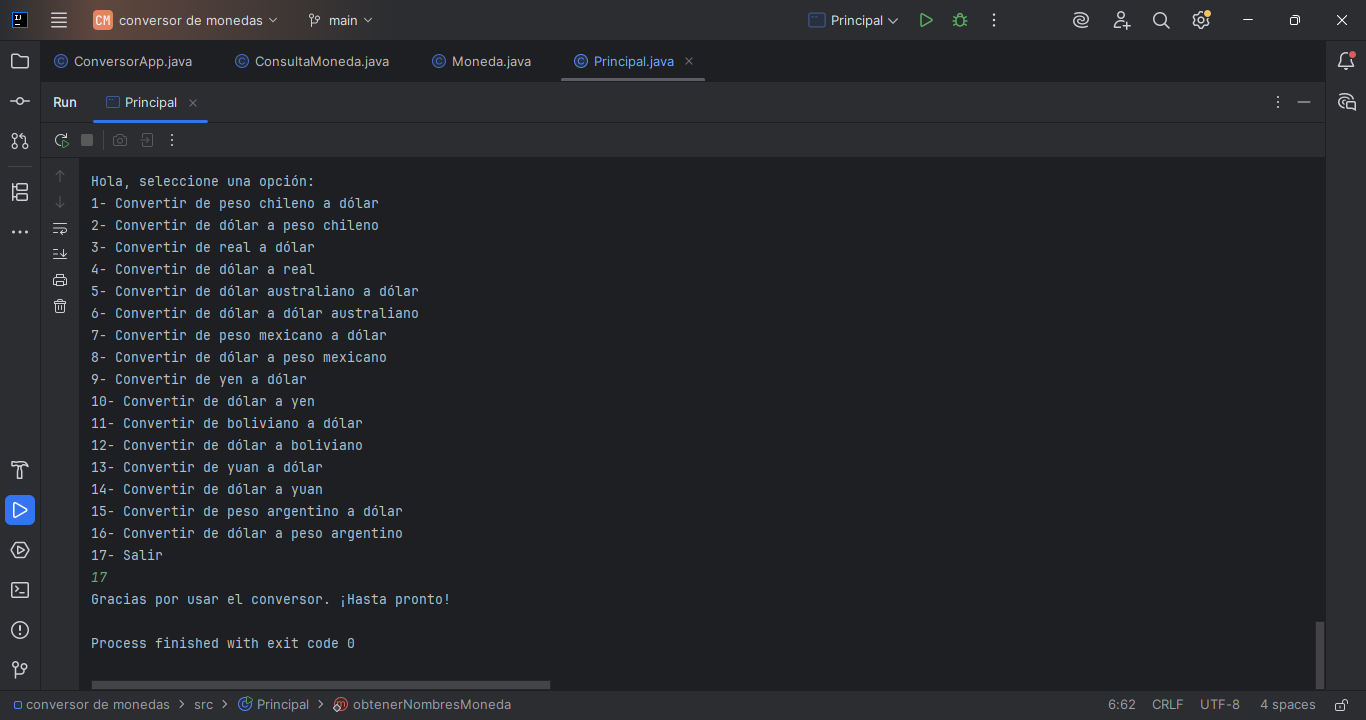 CM conversor de monedas main Principal
ConversorApp.java ConsultaMoneda.java Moneda.java Principal.java
Run Principal
Hola, seleccione una opción:
1- Convertir de peso chileno a dólar
2- Convertir de dólar a peso chileno
3- Convertir de real a dólar
4- Convertir de dólar a real
5- Convertir de dólar australiano a dólar
6- Convertir de dólar a dólar australiano
7- Convertir de peso mexicano a dólar
8- Convertir de dólar a peso mexicano
9- Convertir de yen a dólar
10- Convertir de dólar a yen
11- Convertir de boliviano a dólar
12- Convertir de dólar a boliviano
13- Convertir de yuan a dólar
14- Convertir de dólar a yuan
15- Convertir de peso argentino a dólar
16- Convertir de dólar a peso argentino
17- Salir
17
Gracias por usar el conversor. ¡Hasta pronto!
Process finished with exit code 0
conversor de monedas > src > Principal > obtenerNombresMoneda 6:62 CRLF UTF-8 4 spaces